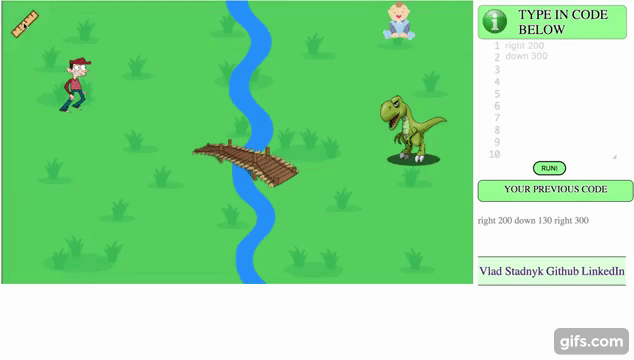 TYPE IN CODE
BELOW
1 right 200
2 down 300
3
4
5
6
7
8
9
10
RUN!
YOUR PREVIOUS CODE
right 200 down 130 right 300
Vlad Stadnyk Github LinkedIn
gifs.com